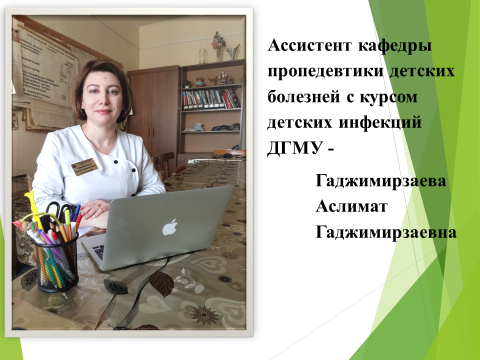 Ассистент кафедры
пропедевтики детских
болезней с курсом
детских инфекций
ДГМУ -
Гаджимирзаева
Аслимат
Гаджимирзаевна